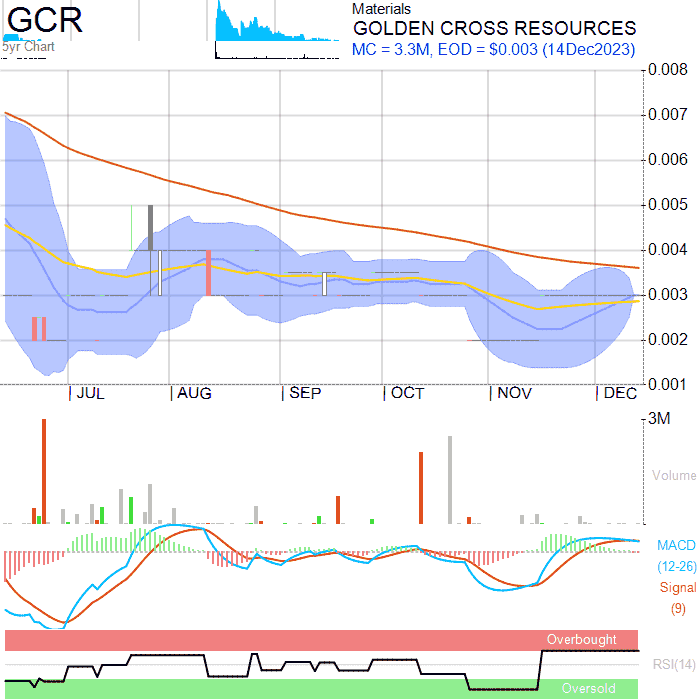 GCR
5yr Chart
Materials
GOLDEN CROSS RESOURCES
MC = 3.3M, EOD = $0.003 (14Dec2023)
0.008
0.007
0.006
0.005
0.004
0.003
0.002
0.001
JUL AUG SEP OCT NOV DEC
3M
Volume
MACD
(12-26)
Signal
(9)
Overbought
RSI(14)
Oversold